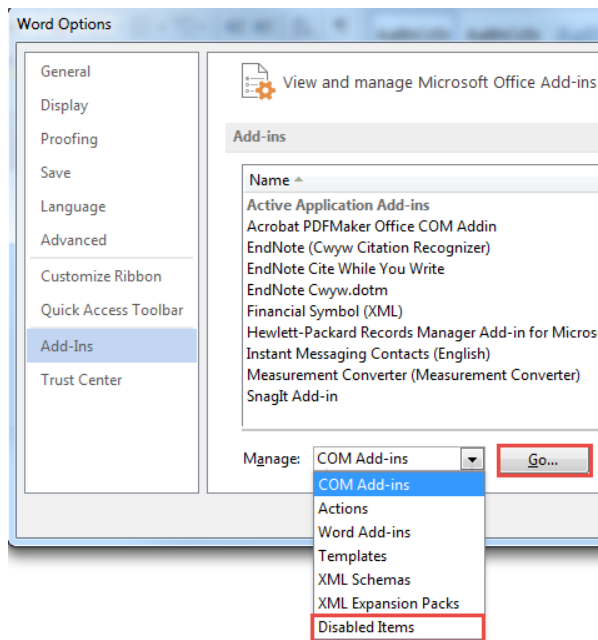 Word Options
General
Display
Proofing
Save
Language
Advanced
Customize Ribbon
Quick Access Toolbar
Add-Ins
Trust Center
View and manage Microsoft Office Add-ins
Add-ins
Name
Active Application Add-ins
Acrobat PDFMaker Office COM Addin
EndNote (Cwyw Citation Recognizer)
EndNote Cite While You Write
EndNote Cwyw.dotm
Financial Symbol (XML)
Hewlett-Packard Records Manager Add-in for Micros
Instant Messaging Contacts (English)
Measurement Converter (Measurement Converter)
SnagIt Add-in
Manage: COM Add-ins Go...
COM Add-ins
Actions
Word Add-ins
Templates
XML Schemas
XML Expansion Packs
Disabled Items